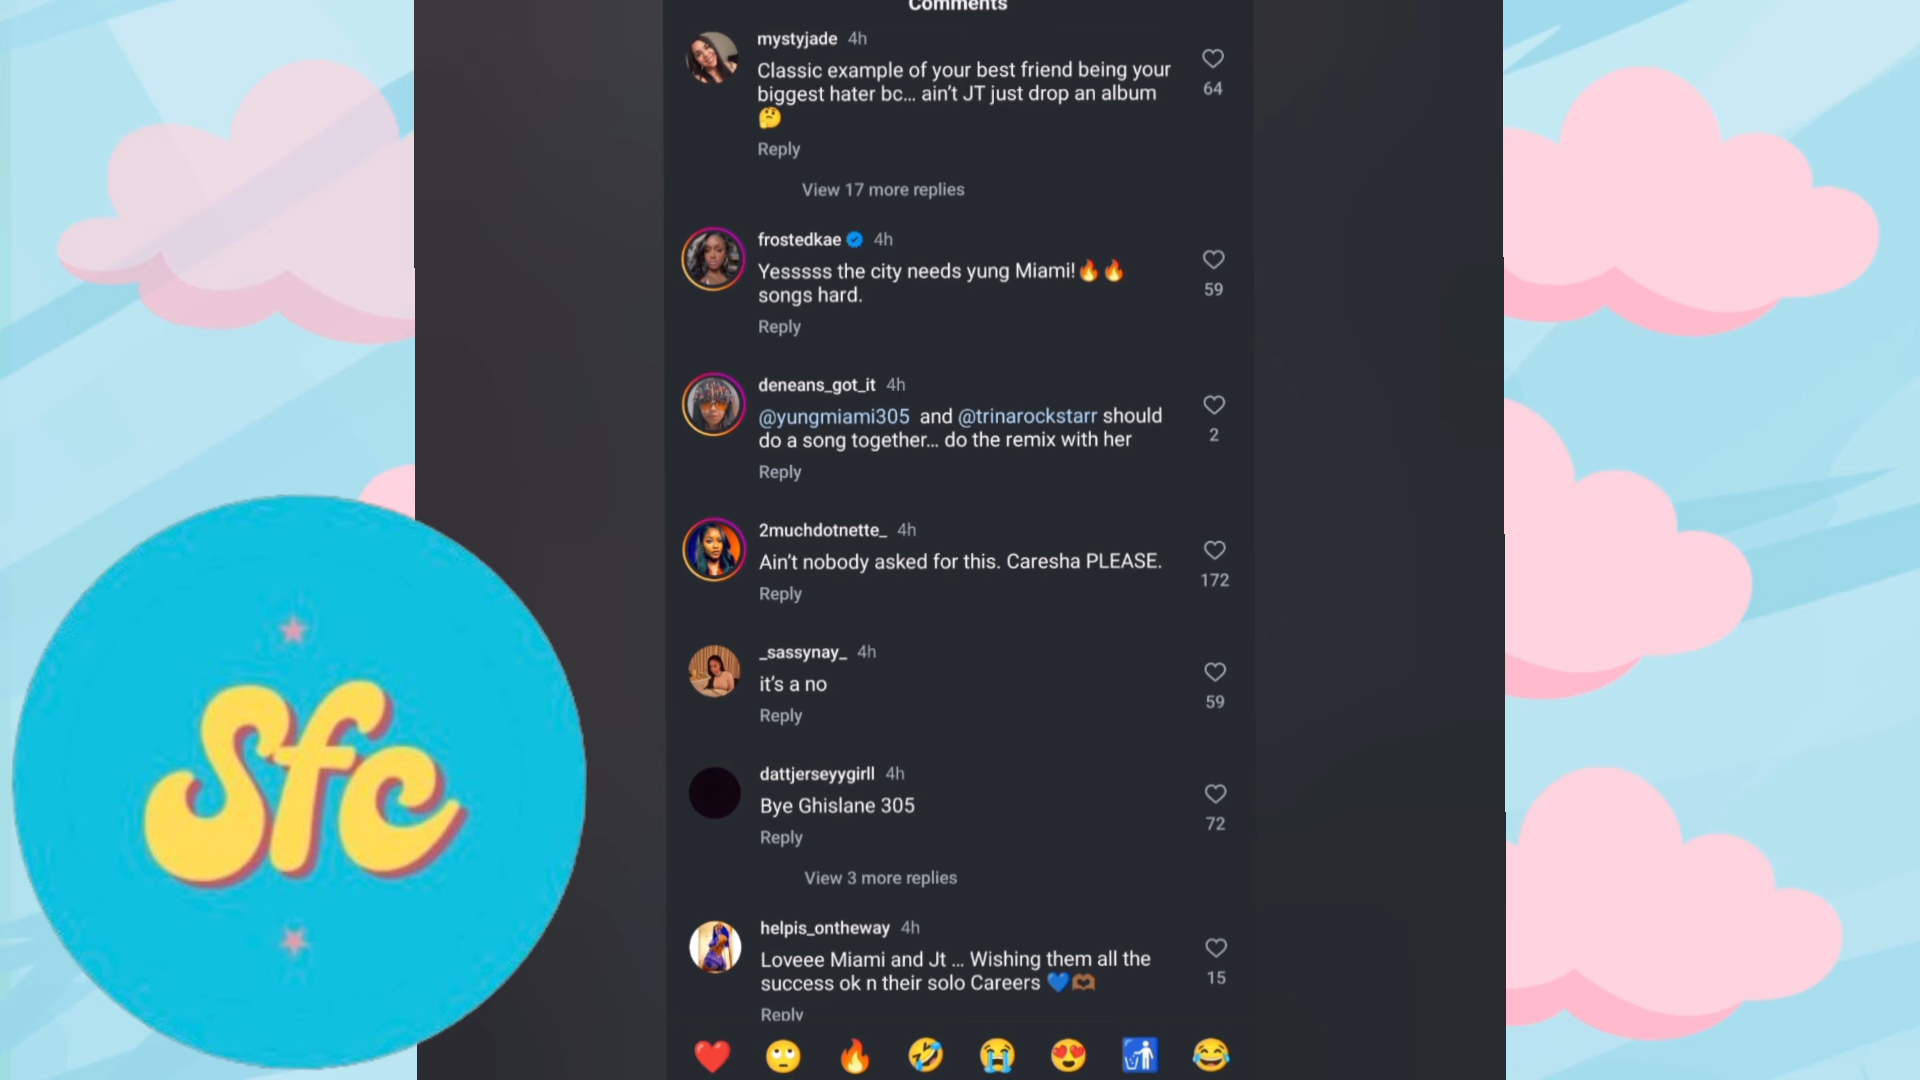 Comments
mystyjade 4h
Classic example of your best friend being your
biggest hater bc... ain't JT just drop an album
🤔
64
Reply
View 17 more replies
frostedkae 4h
Yesssss the city needs yung Miami!🔥🔥
songs hard.
59
Reply
deneans_got_it 4h
@yungmiami305 and @trinarockstarr should
do a song together... do the remix with her
2
Reply
2muchdotnette_ 4h
Ain't nobody asked for this. Caresha PLEASE.
172
Reply
_sassynay_ 4h
it's a no
59
Reply
dattjerseyygirll 4h
Bye Ghislane 305
72
Reply
View 3 more replies
helpis_ontheway 4h
Loveee Miami and Jt ... Wishing them all the
success ok n their solo Careers 💙🫶🏾
15
Reply
Sfc